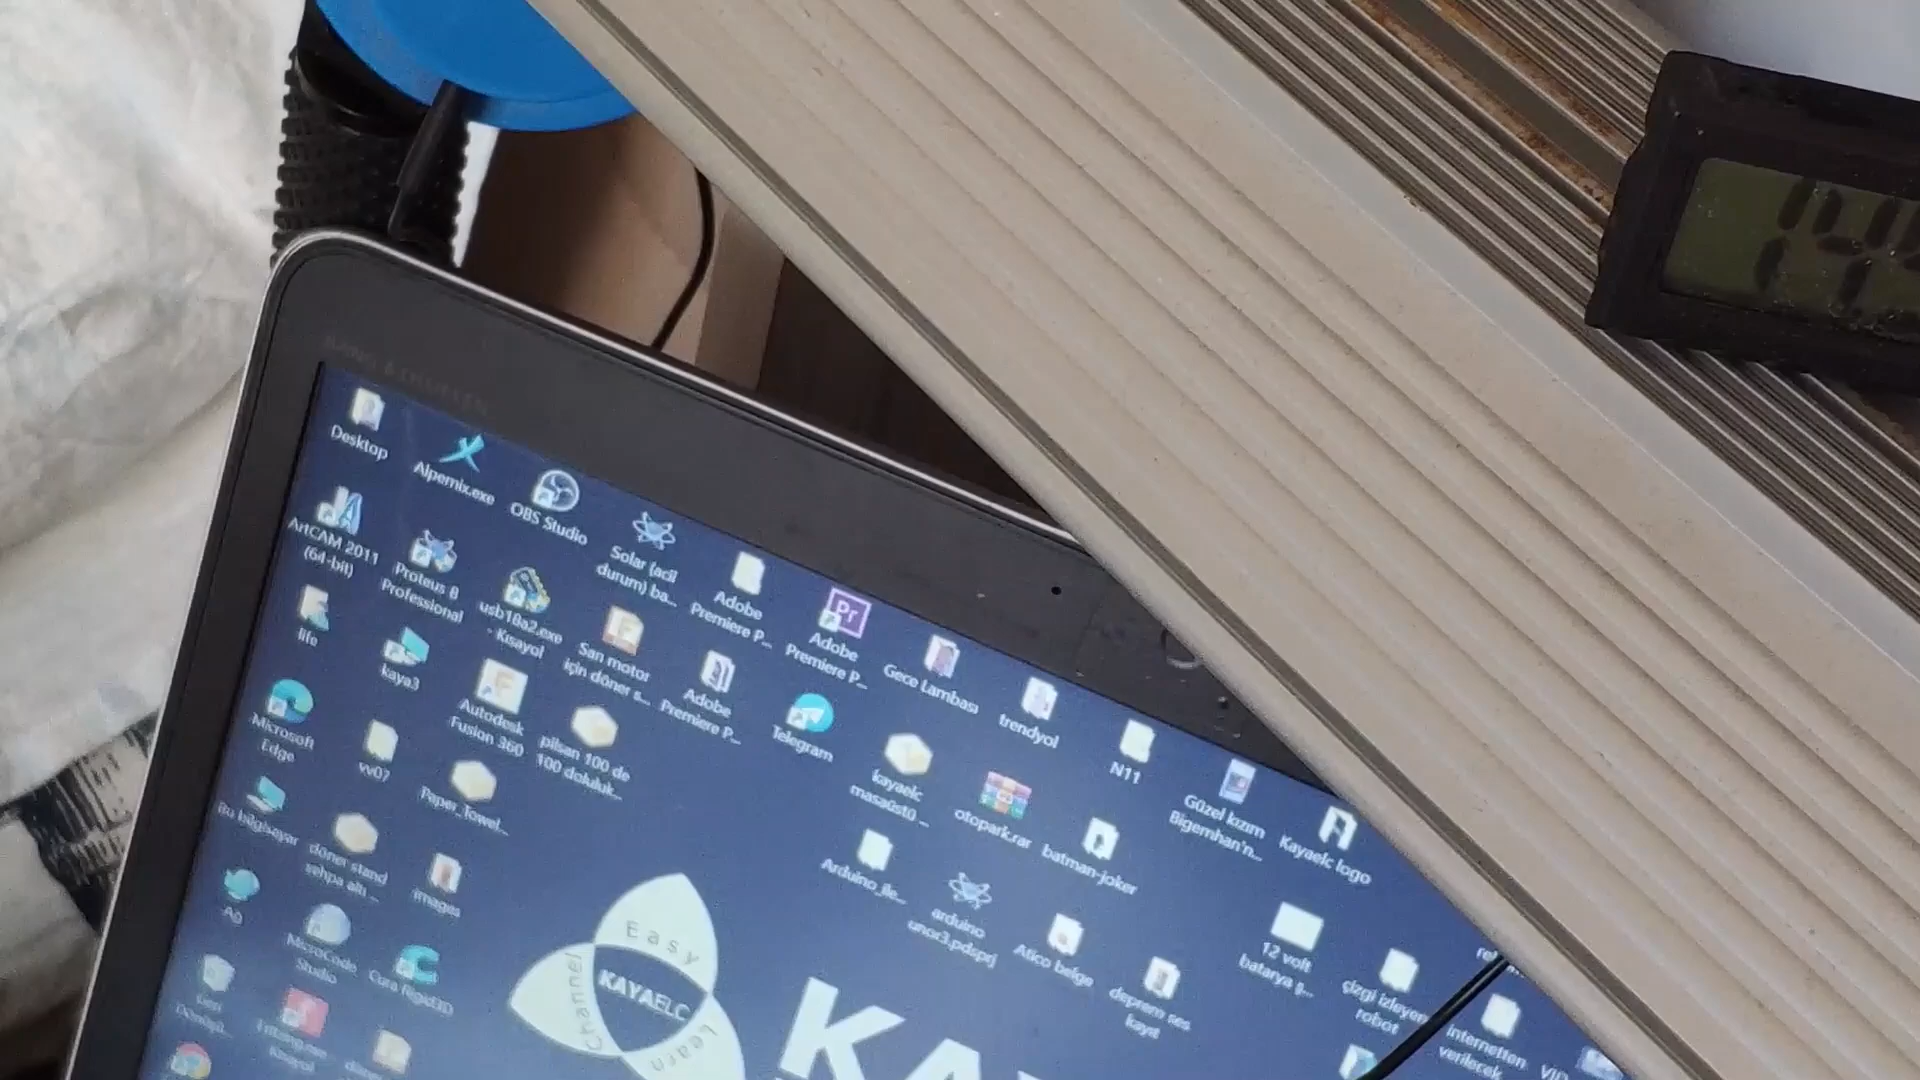 Desktop
Alpemix.exe
OBS Studio
Solar (acil
durum) ba...
Adobe
Premiere P...
Adobe
Premiere P...
Gece Lambası
trendyol
N11
Güzel kızım
Bigemhan'n...
Kayaelc logo
ArtCAM 2011
(64-bit)
Proteus 8
Professional
usb18a2.exe
- Kısayol
San motor
için döner s...
Adobe
Premiere P...
Telegram
kayaelc
masaüstü ...
otopark.rar
batman-joker
12 volt
batarya ş...
çizgi izleyen
robot
internetten
verilecek
life
kaya3
Autodesk
Fusion 360
pilsan 100 de
100 doluluk...
Arduino_ile...
arduino
unor3.pdsprj
Atico belge
deprem ses
kayıt
Microsoft
Edge
vv07
Paper_Towel...
Bu bilgisayar
döner stand
sehpa altı ...
images
Ağ
MicroCode
Studio
Cura Rigid3D
Easy
Learn
Channel
KAYAELC